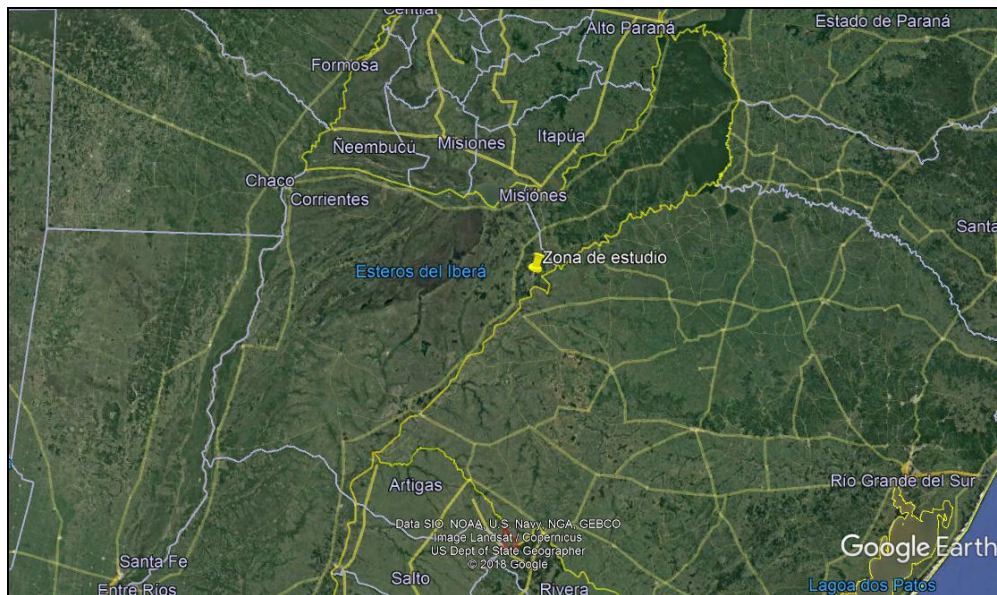 Central
Alto Paraná
Estado de Paraná
Formosa
Ñeembucú
Misiones
Itapúa
Chaco
Corrientes
Misiones
Santa
Zona de estudio
Esteros del Iberá
Artigas
Río Grande del Sur
Data SIO, NOAA, U.S. Navy, NGA, GEBCO
Image Landsat / Copernicus
US Dept of State Geographer
© 2018 Google
Google Earth
Santa Fe
Entre Ríos
Salto
Rivera
Lagoa dos Patos